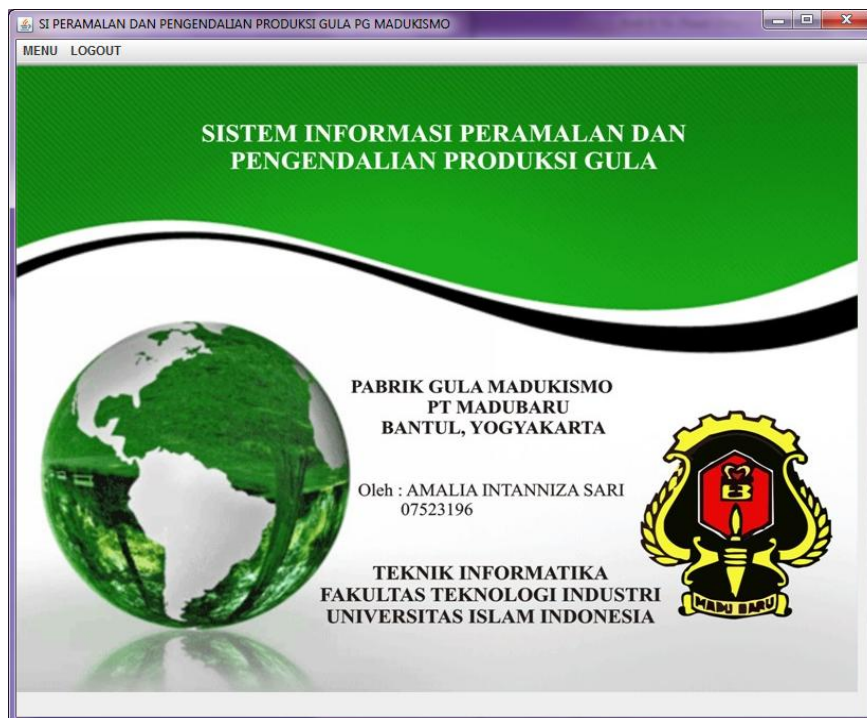 SI PERAMALAN DAN PENGENDALIAN PRODUKSI GULA PG MADUKISMO
MENU LOGOUT
SISTEM INFORMASI PERAMALAN DAN
PENGENDALIAN PRODUKSI GULA
PABRIK GULA MADUKISMO
PT MADUBARU
BANTUL, YOGYAKARTA
Oleh : AMALIA INTANNIZA SARI
07523196
TEKNIK INFORMATIKA
FAKULTAS TEKNOLOGI INDUSTRI
UNIVERSITAS ISLAM INDONESIA
MADU BARU